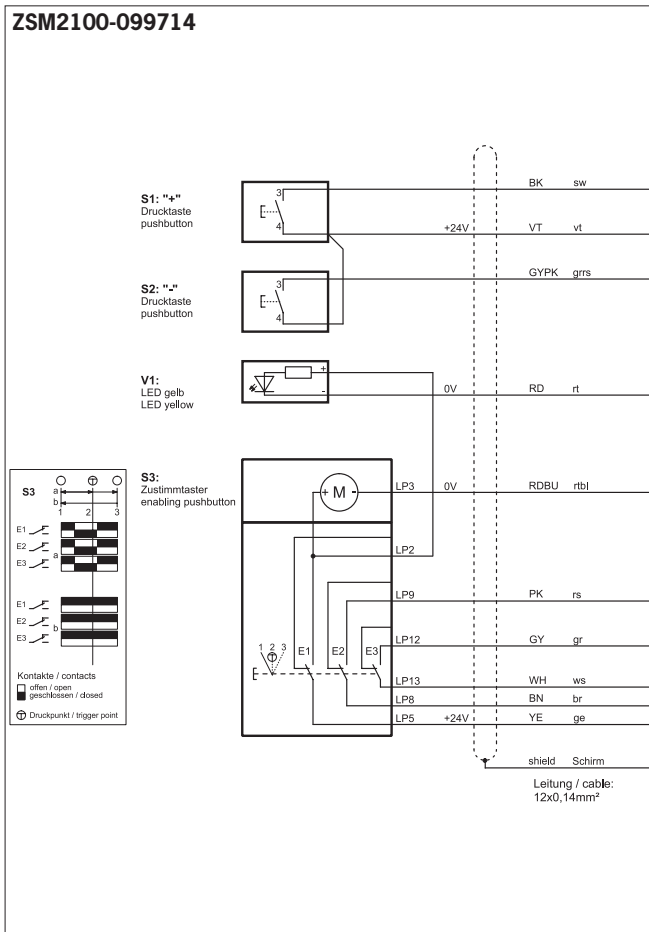 ZSM2100-099714
S1: "+"
Drucktaste
pushbutton
3
4
BK sw
+24V VT vt
S2: "-"
Drucktaste
pushbutton
3
4
GYPK grrs
V1:
LED gelb
LED yellow
+
-
0V RD rt
S3:
Zustimmtaster
enabling pushbutton
+ M -
LP3 0V RDBU rtbl
LP2
LP9 PK rs
1 2 3
E1 E2 E3
LP12 GY gr
LP13 WH ws
LP8 BN br
LP5 +24V YE ge
shield Schirm
Leitung / cable:
12x0,14mm²
S3
a
b
1 2 3
E1
E2
a
E3
E1
E2
b
E3
Kontakte / contacts
offen / open
geschlossen / closed
T Druckpunkt / trigger point